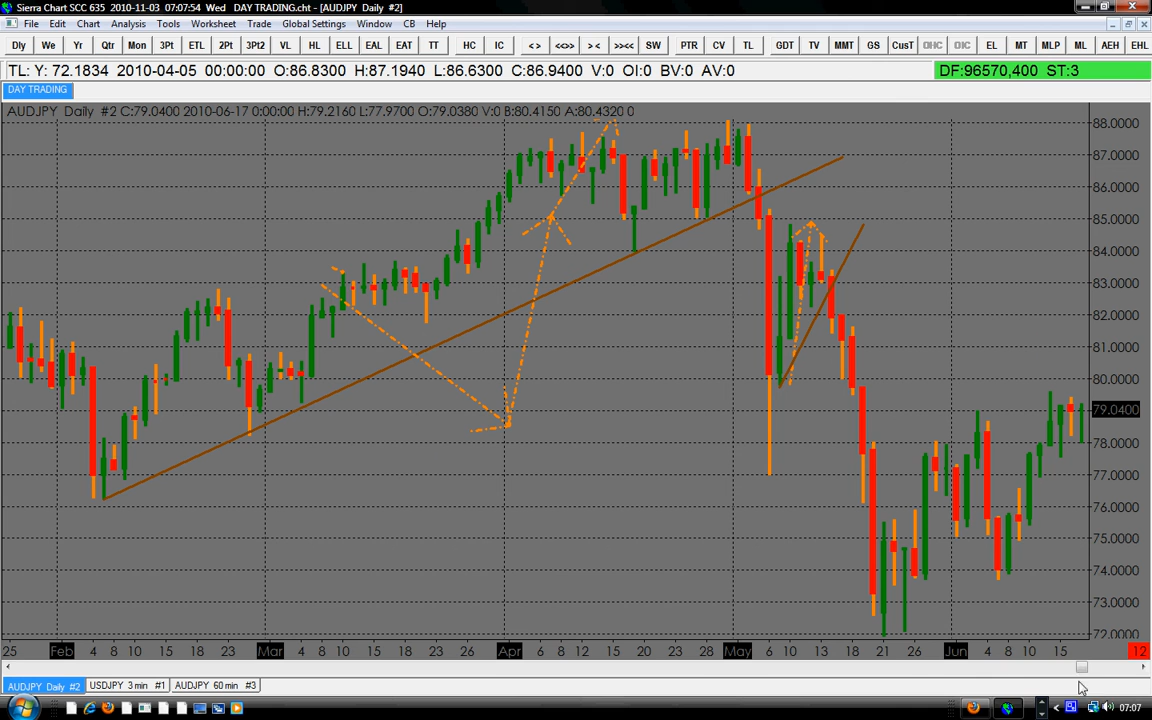 Sierra Chart SCC 635 2010-11-03 07:07:54 Wed DAY TRADING.cht - [AUDJPY Daily #2]
File Edit Chart Analysis Tools Worksheet Trade Global Settings Window CB Help
Dly We Yr Qtr Mon 3Pt ETL 2Pt 3Pt2 VL HL ELL EAL EAT TT HC IC <> <<>> >< >><< SW PTR CV TL GDT TV MMT GS CusT OHC OIC EL MT MLP ML AEH EHL
TL: Y: 72.1834 2010-04-05 00:00:00 O:86.8300 H:87.1940 L:86.6300 C:86.9400 V:0 OI:0 BV:0 AV:0 DF:96570,400 ST:3
DAY TRADING
AUDJPY Daily #2 C:79.0400 2010-06-17 0:00:00 H:79.2160 L:77.9700 O:79.0380 V:0 B:80.4150 A:80.4320 0
88.0000
87.0000
86.0000
85.0000
84.0000
83.0000
82.0000
81.0000
80.0000
79.0400
78.0000
77.0000
76.0000
75.0000
74.0000
73.0000
72.0000
25 Feb 4 8 10 15 18 23 Mar 4 8 10 15 18 23 26 Apr 6 8 12 15 20 23 28 May 6 10 13 18 21 26 Jun 4 8 10 15 12
AUDJPY Daily #2 USDJPY 3 min #1 AUDJPY 60 min #3
07:07